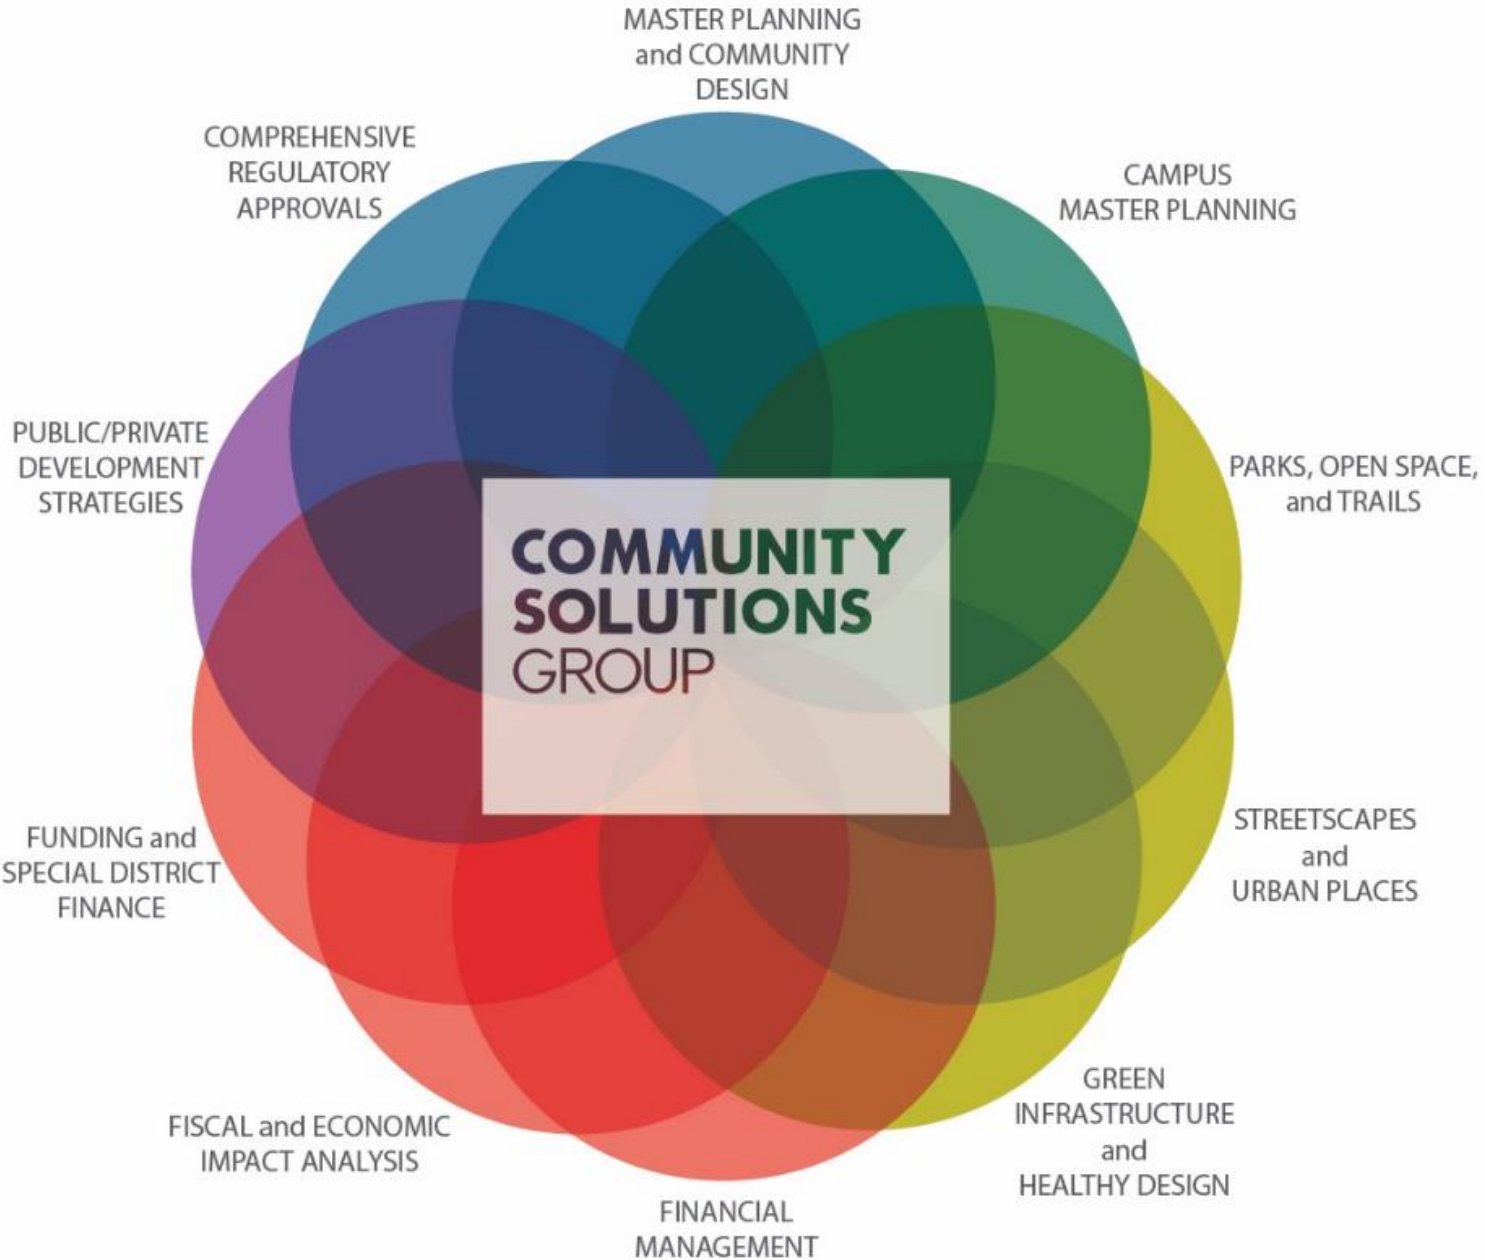 MASTER PLANNING
and COMMUNITY
DESIGN
CAMPUS
MASTER PLANNING
PARKS, OPEN SPACE,
and TRAILS
STREETSCAPES
and
URBAN PLACES
GREEN
INFRASTRUCTURE
and
HEALTHY DESIGN
FINANCIAL
MANAGEMENT
FISCAL and ECONOMIC
IMPACT ANALYSIS
FUNDING and
SPECIAL DISTRICT
FINANCE
PUBLIC/PRIVATE
DEVELOPMENT
STRATEGIES
COMPREHENSIVE
REGULATORY
APPROVALS
COMMUNITY
SOLUTIONS
GROUP